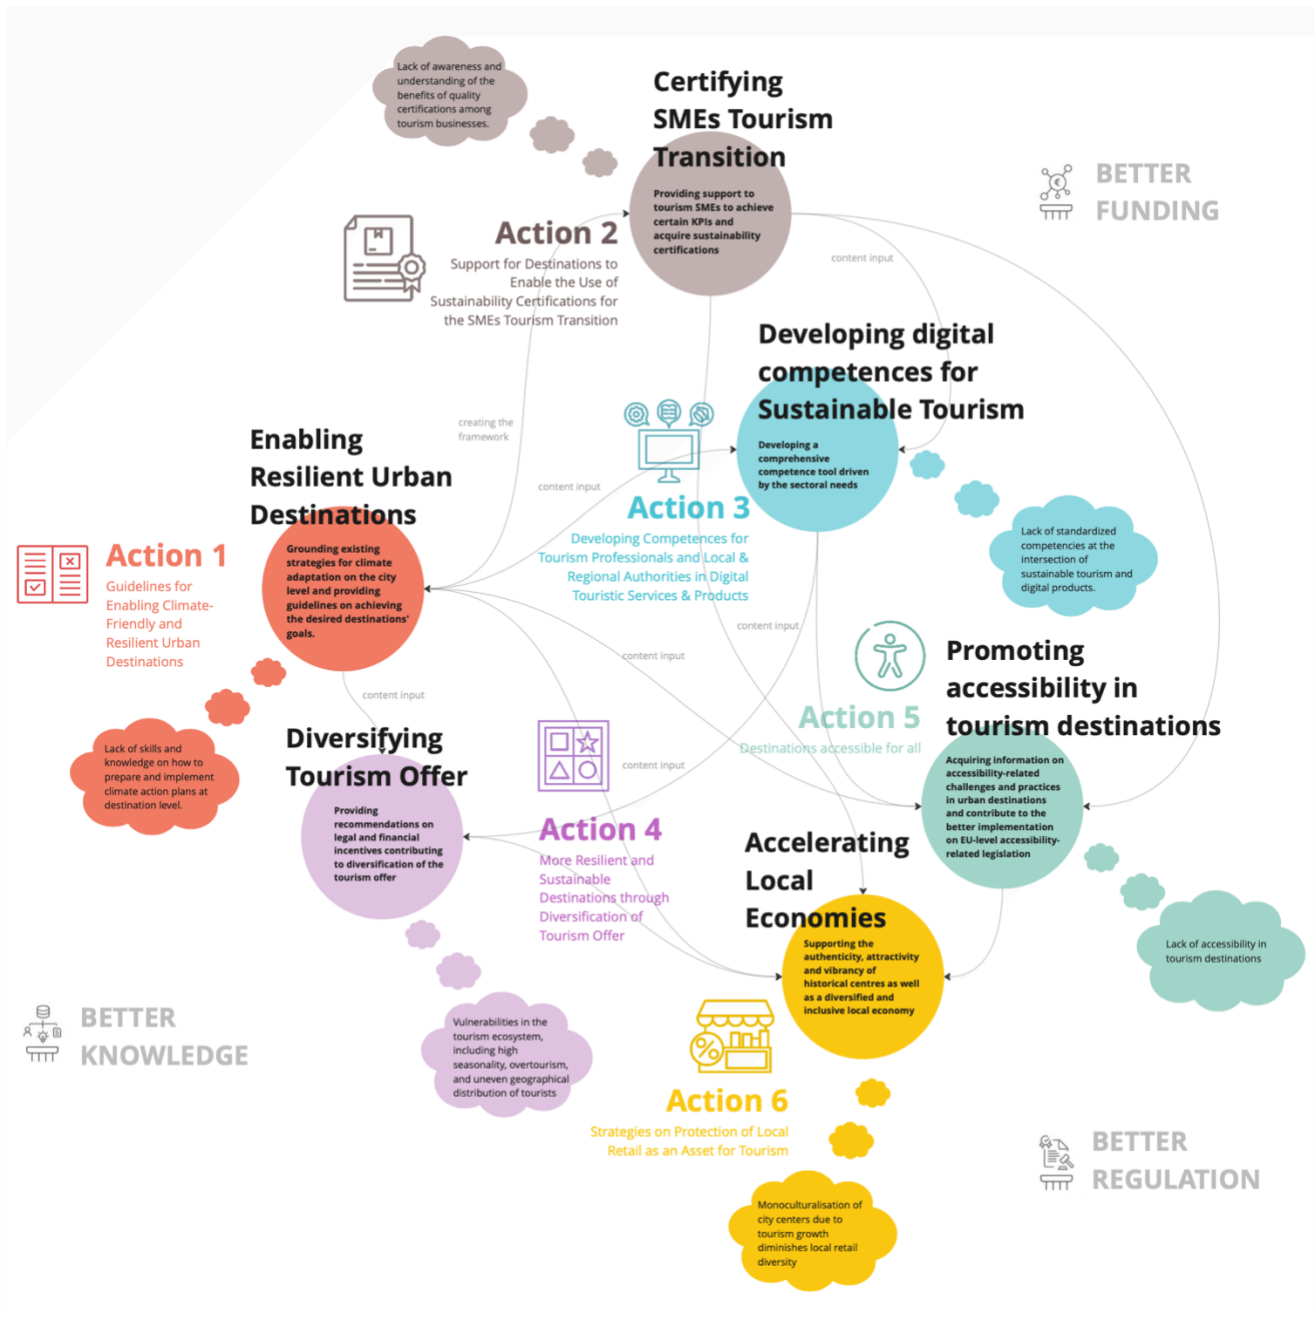 Lack of awareness and
understanding of the
benefits of quality
certifications among
tourism businesses.
Certifying
SMEs Tourism
Transition
Providing support to
tourism SMEs to achieve
certain KPIs and
acquire sustainability
certifications
BETTER
FUNDING
Action 2
Support for Destinations to
Enable the Use of
Sustainability Certifications for
the SMEs Tourism Transition
content input
Developing digital
competences for
Sustainable Tourism
Developing a
comprehensive
competence tool driven
by the sectoral needs
creating the
framework
content input
Action 3
Developing Competences for
Tourism Professionals and Local &
Regional Authorities in Digital
Touristic Services & Products
Lack of standardized
competencies at the
intersection of
sustainable tourism and
digital products.
Enabling
Resilient Urban
Destinations
Grounding existing
strategies for climate
adaptation on the city
level and providing
guidelines on achieving
the desired destinations'
goals.
Action 1
Guidelines for
Enabling Climate-
Friendly and
Resilient Urban
Destinations
Lack of skills and
knowledge on how to
prepare and implement
climate action plans at
destination level.
content input
content input
content input
Action 5
Destinations accessible for all
Promoting
accessibility in
tourism destinations
Acquiring information on
accessibility-related
challenges and practices
in urban destinations
and contribute to the
better implementation
on EU-level accessibility-
related legislation
Lack of accessibility in
tourism destinations
Diversifying
Tourism Offer
Providing
recommendations on
legal and financial
incentives contributing
to diversification of the
tourism offer
content input
Action 4
More Resilient and
Sustainable
Destinations through
Diversification of
Tourism Offer
Vulnerabilities in the
tourism ecosystem,
including high
seasonality, overtourism,
and uneven geographical
distribution of tourists
Accelerating
Local
Economies
Supporting the
authenticity, attractivity
and vibrancy of
historical centres as well
as a diversified and
inclusive local economy
BETTER
KNOWLEDGE
Action 6
Strategies on Protection of Local
Retail as an Asset for Tourism
Monoculturalisation of
city centers due to
tourism growth
diminishes local retail
diversity
BETTER
REGULATION